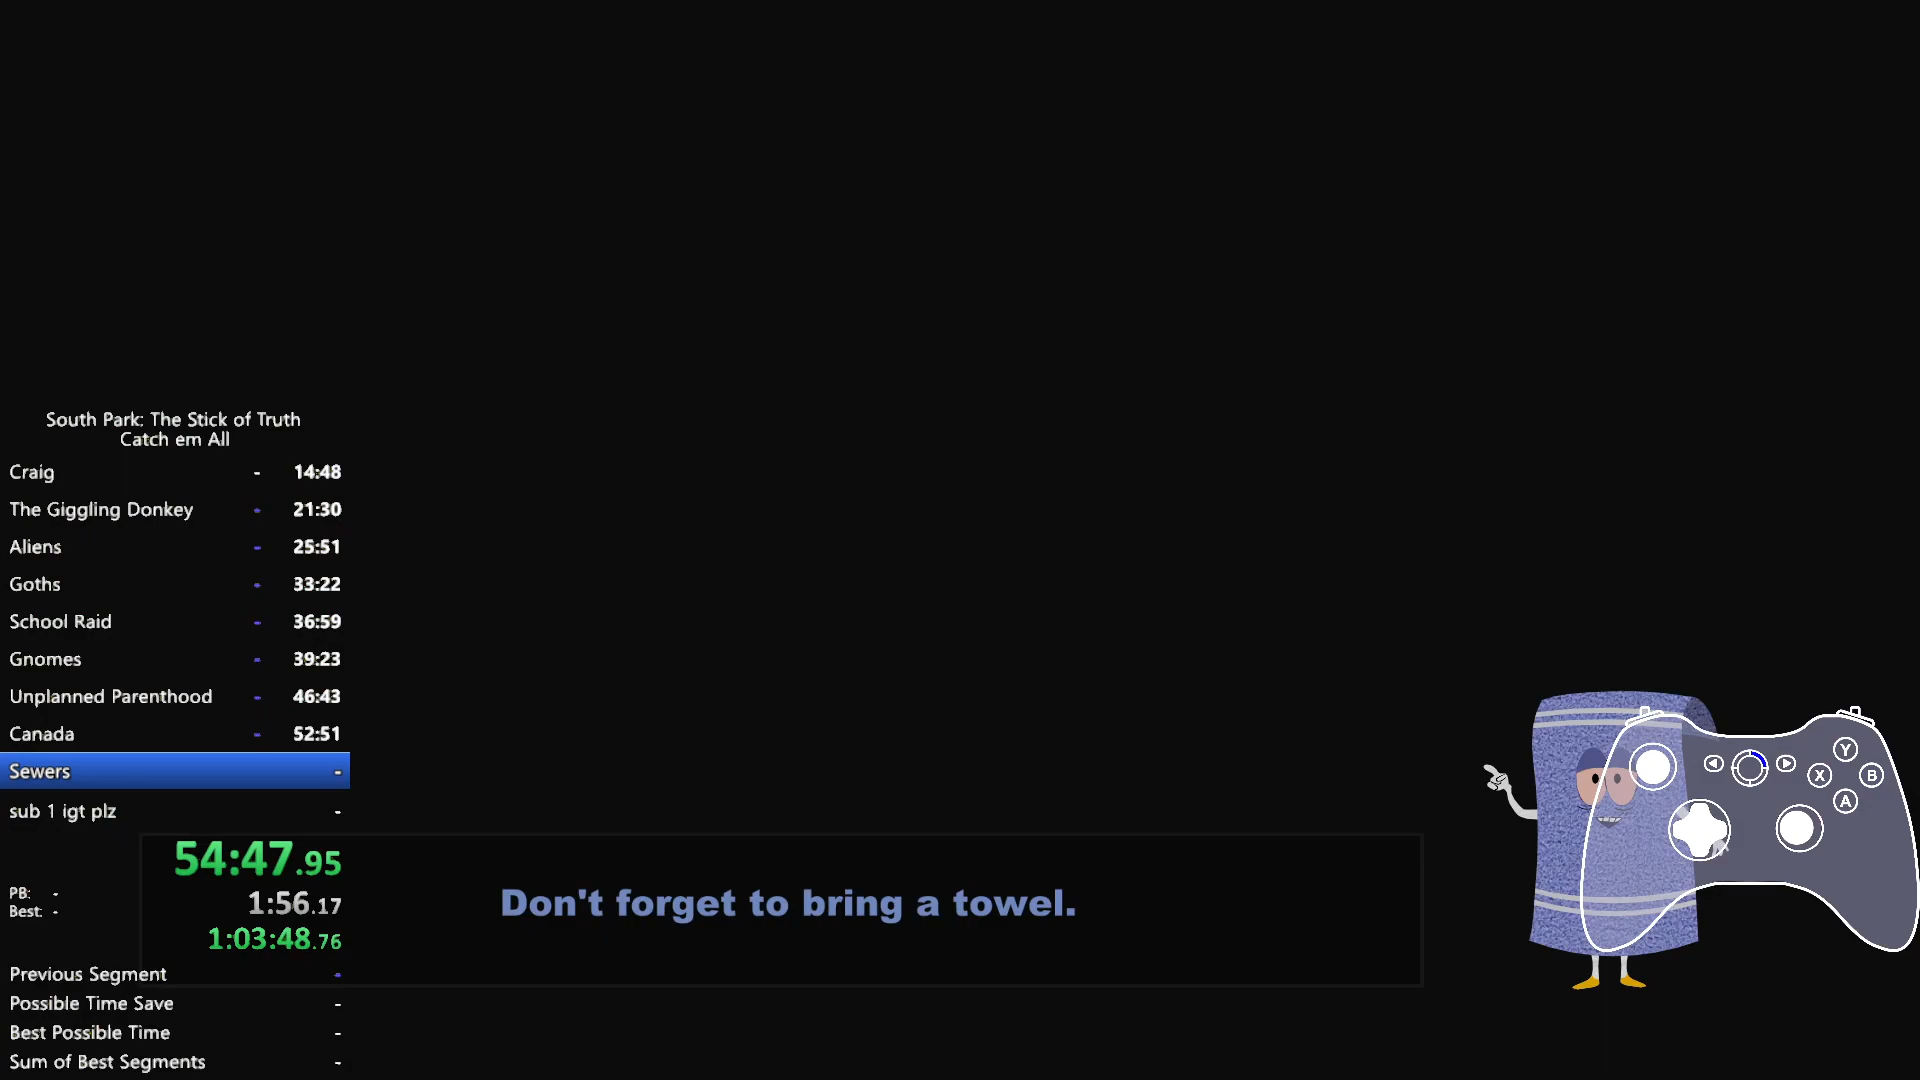 South Park: The Stick of Truth
Catch em All
Craig - 14:48
The Giggling Donkey - 21:30
Aliens - 25:51
Goths - 33:22
School Raid - 36:59
Gnomes - 39:23
Unplanned Parenthood - 46:43
Canada - 52:51
Sewers -
sub 1 igt plz -
54:47.95
PB: -
Best: -
1:56.17
1:03:48.76
Don't forget to bring a towel.
Previous Segment -
Possible Time Save -
Best Possible Time -
Sum of Best Segments -
Y
X
B
A